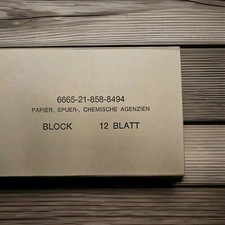 6665-21-858-8494
PAPIER, SPUER-, CHEMISCHE AGENZIEN
BLOCK 12 BLATT